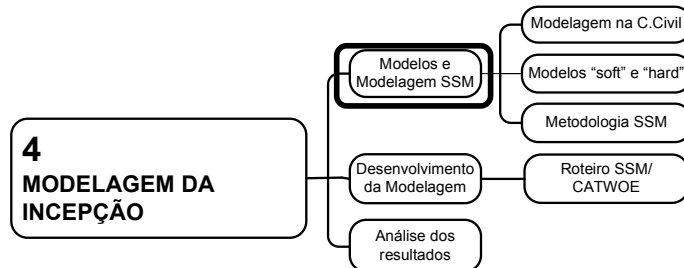 4
MODELAGEM DA
INCEPÇÃO
Modelos e
Modelagem SSM
Modelagem na C.Civil
Modelos “soft” e “hard”
Metodologia SSM
Desenvolvimento
da Modelagem
Roteiro SSM/
CATWOE
Análise dos
resultados